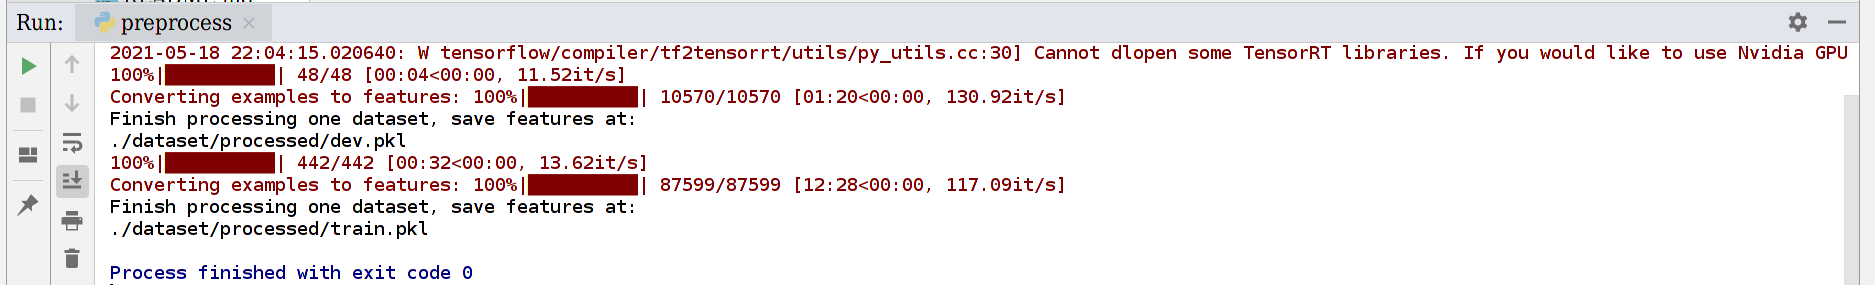 Run: preprocess
2021-05-18 22:04:15.020640: W tensorflow/compiler/tf2tensorrt/utils/py_utils.cc:30] Cannot dlopen some TensorRT libraries. If you would like to use Nvidia GPU
100%|██████████| 48/48 [00:04<00:00, 11.52it/s]
Converting examples to features: 100%|██████████| 10570/10570 [01:20<00:00, 130.92it/s]
Finish processing one dataset, save features at:
./dataset/processed/dev.pkl
100%|██████████| 442/442 [00:32<00:00, 13.62it/s]
Converting examples to features: 100%|██████████| 87599/87599 [12:28<00:00, 117.09it/s]
Finish processing one dataset, save features at:
./dataset/processed/train.pkl
Process finished with exit code 0